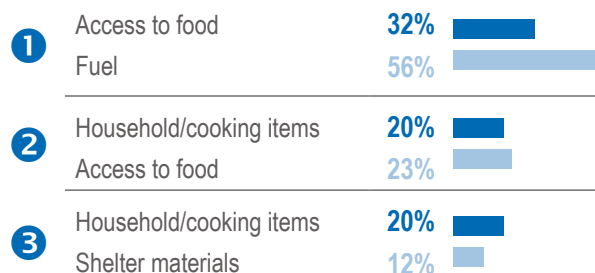 1
Access to food 32%
Fuel 56%
2
Household/cooking items 20%
Access to food 23%
3
Household/cooking items 20%
Shelter materials 12%